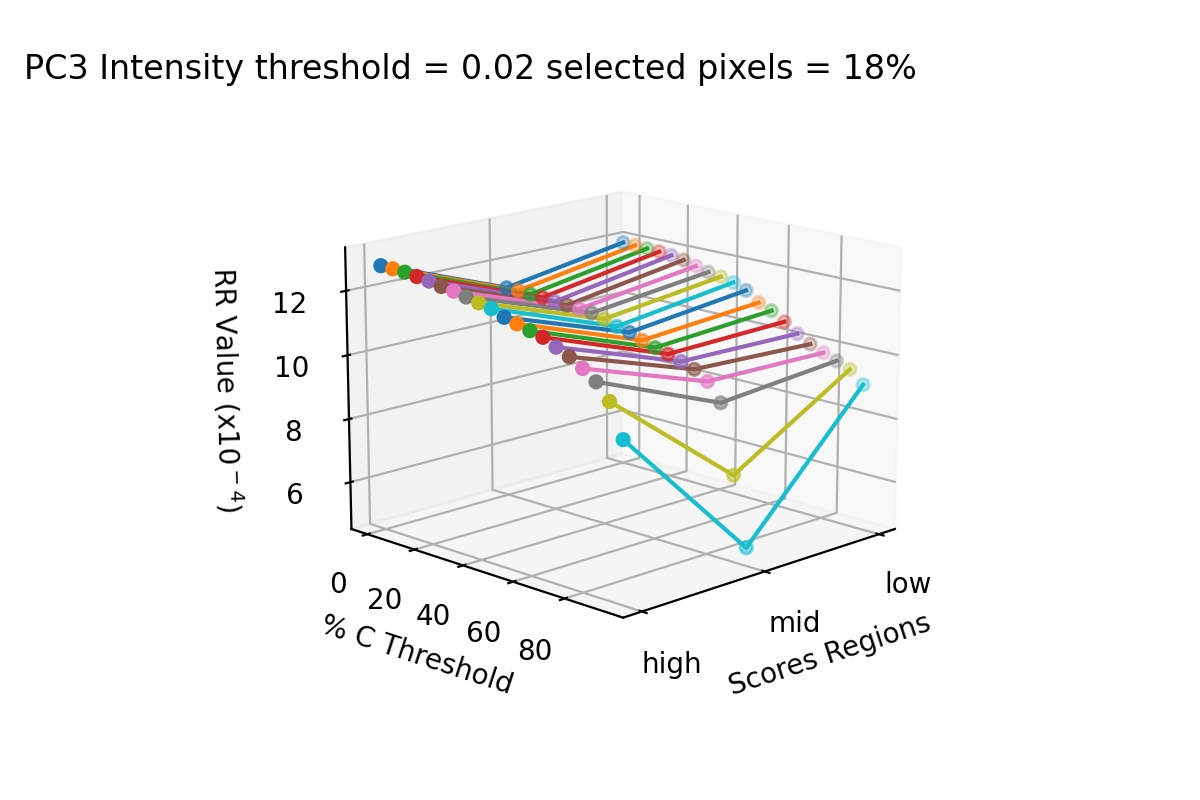 PC3 Intensity threshold = 0.02 selected pixels = 18%
12
10
8
6
RR Value (x10⁻⁴)
0
20
40
60
80
% C Threshold
high
mid
low
Scores Regions